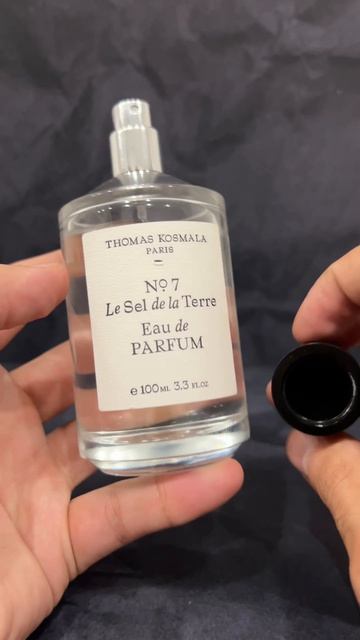 THOMAS KOSMALA
PARIS
Nº 7
Le Sel de la Terre
Eau de
PARFUM
e 100ML 3,3 FL.OZ